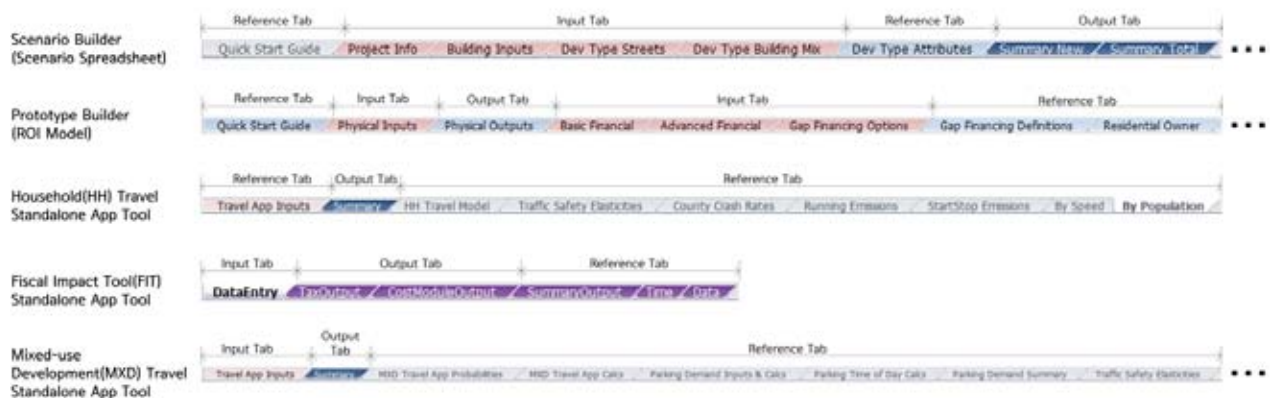 Reference Tab Input Tab Reference Tab Output Tab
Scenario Builder
(Scenario Spreadsheet)
Quick Start Guide Project Info Building Inputs Dev Type Streets Dev Type Building Mix Dev Type Attributes Summary New Summary Total
Reference Tab Input Tab Output Tab Input Tab Reference Tab
Prototype Builder
(ROI Model)
Quick Start Guide Physical Inputs Physical Outputs Basic Financial Advanced Financial Gap Financing Options Gap Financing Definitions Residential Owner
Reference Tab Output Tab Reference Tab
Household(HH) Travel
Standalone App Tool
Travel App Inputs Summary HH Travel Model Traffic Safety Elasticities County Crash Rates Running Emissions StartStop Emissions By Speed By Population
Input Tab Output Tab Reference Tab
Fiscal Impact Tool(FIT)
Standalone App Tool
DataEntry TaxOutput CostModuleOutput SummaryOutput Time Data
Input Tab Output Tab Reference Tab
Mixed-use
Development(MXD) Travel
Standalone App Tool
Travel App Inputs Summary MXD Travel App Probabilities MXD Travel App Calcs Parking Demand Inputs & Calcs Parking Time of Day Calcs Parking Demand Summary Traffic Safety Elasticities